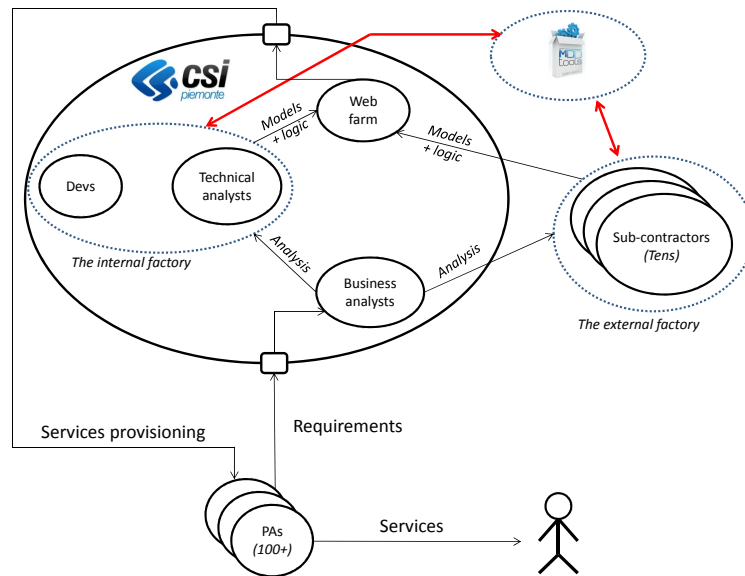 csi
piemonte
MDD
tools
Web
farm
Models
+ logic
Models
+ logic
Devs
Technical
analysts
Sub-contractors
(Tens)
The internal factory
Analysis
Business
analysts
Analysis
The external factory
Services provisioning
Requirements
PAs
(100+)
Services